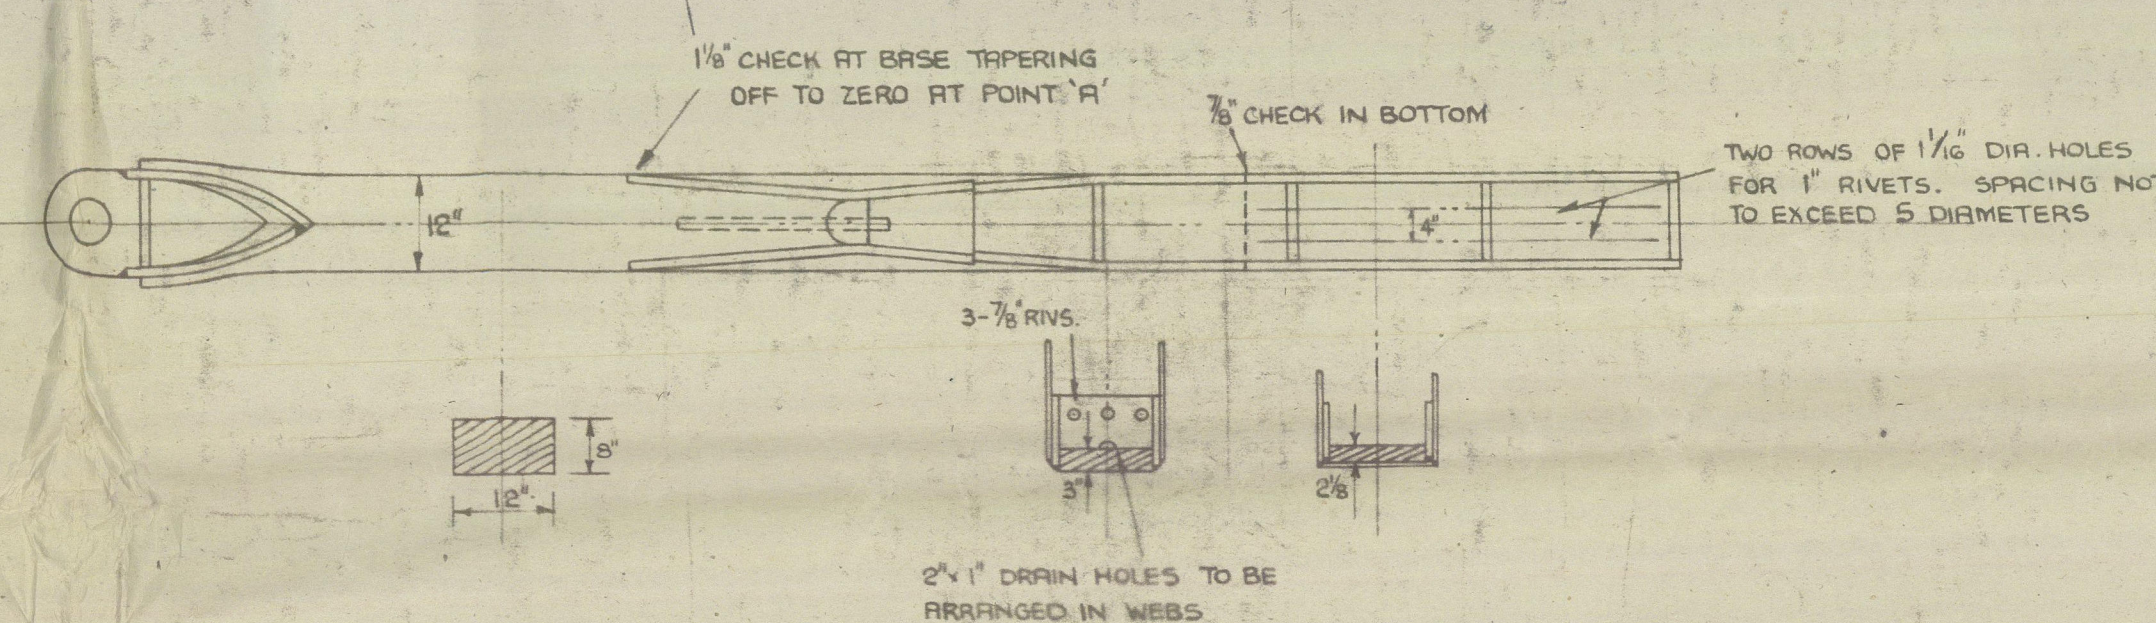 1⅛" CHECK AT BASE TAPERING
OFF TO ZERO AT POINT 'A'
⅞" CHECK IN BOTTOM
TWO ROWS OF 1 1/16" DIA. HOLES
FOR 1" RIVETS. SPACING NOT
TO EXCEED 5 DIAMETERS
12"
4"
3-⅞" RIVS.
8"
12"
3"
2⅛
2"x1" DRAIN HOLES TO BE
ARRANGED IN WEBS